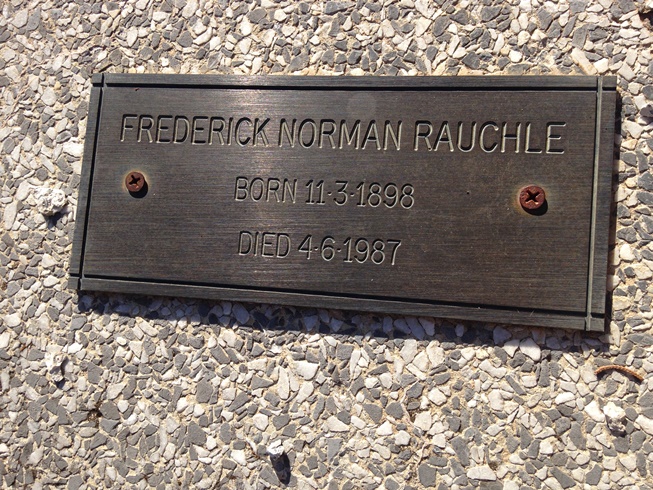 FREDERICK NORMAN RAUCHLE
BORN 11-3-1898
DIED 4-6-1987